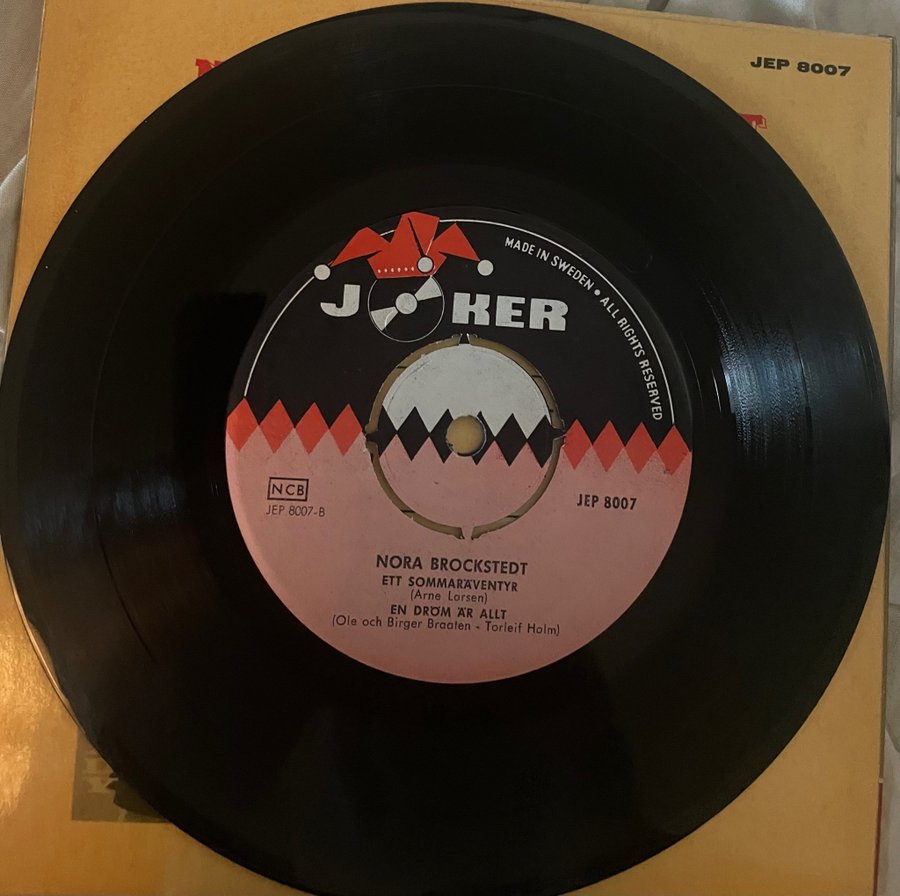 JEP 8007
JOKER
MADE IN SWEDEN • ALL RIGHTS RESERVED
NCB
JEP 8007-B
JEP 8007
NORA BROCKSTEDT
ETT SOMMARÄVENTYR
(Arne Larsen)
EN DRÖM ÄR ALLT
(Ole och Birger Braaten - Torleif Holm)